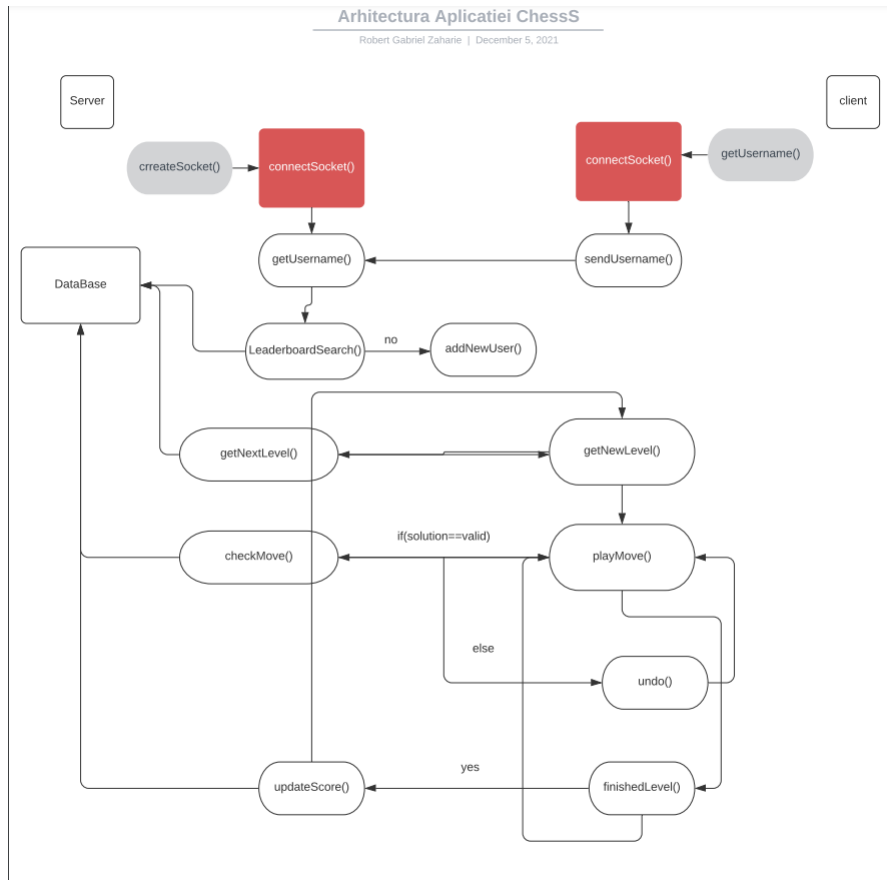 Arhitectura Aplicatiei ChessS
Robert Gabriel Zaharie | December 5, 2021
Server
client
crreateSocket()
connectSocket()
connectSocket()
getUsername()
getUsername()
sendUsername()
DataBase
LeaderboardSearch()
no
addNewUser()
getNextLevel()
getNewLevel()
if(solution==valid)
checkMove()
playMove()
else
undo()
yes
updateScore()
finishedLevel()